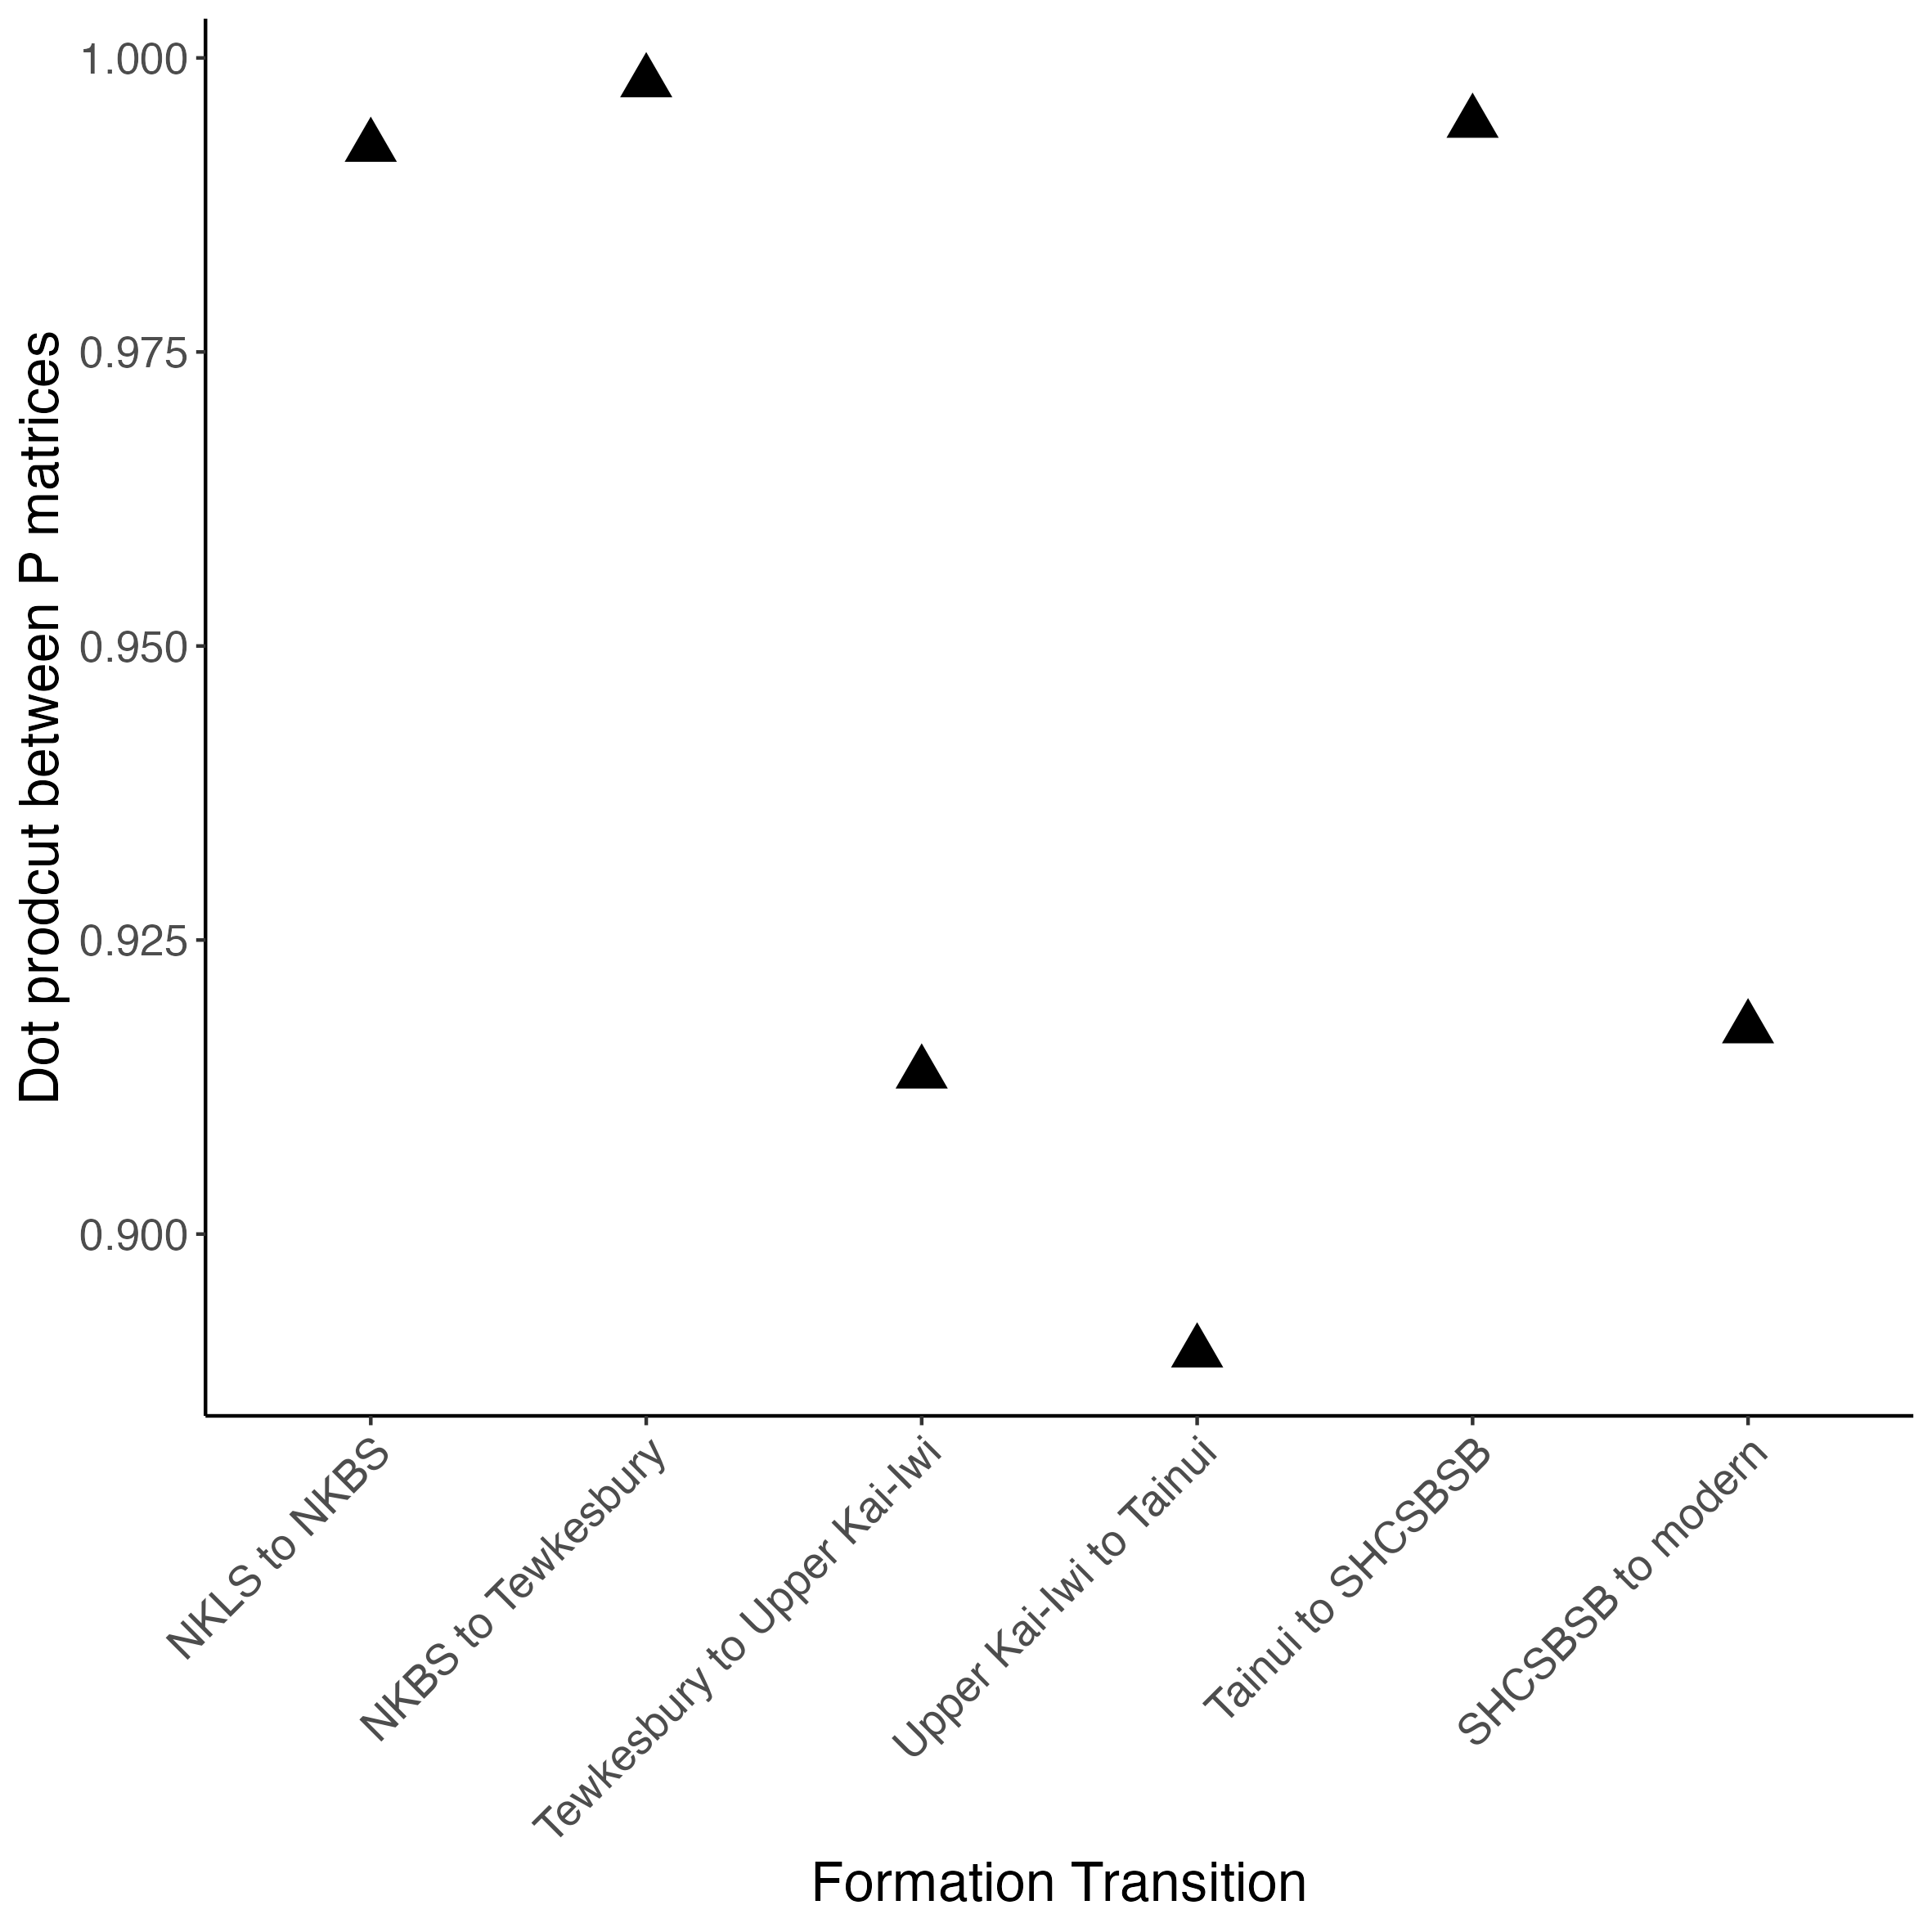 Dot prodcut between P matrices
1.000
0.975
0.950
0.925
0.900
NKLS to NKBS
NKBS to Tewkesbury
Tewkesbury to Upper Kai-Iwi
Upper Kai-Iwi to Tainui
Tainui to SHCSBSB
SHCSBSB to modern
Formation Transition